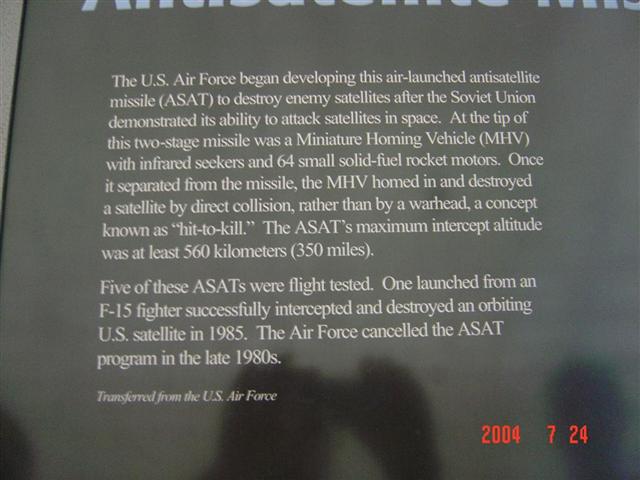 Antisatellite Mis
The U.S. Air Force began developing this air-launched antisatellite
missile (ASAT) to destroy enemy satellites after the Soviet Union
demonstrated its ability to attack satellites in space. At the tip of
this two-stage missile was a Miniature Homing Vehicle (MHV)
with infrared seekers and 64 small solid-fuel rocket motors. Once
it separated from the missile, the MHV homed in and destroyed
a satellite by direct collision, rather than by a warhead, a concept
known as “hit-to-kill.” The ASAT’s maximum intercept altitude
was at least 560 kilometers (350 miles).
Five of these ASATs were flight tested. One launched from an
F-15 fighter successfully intercepted and destroyed an orbiting
U.S. satellite in 1985. The Air Force cancelled the ASAT
program in the late 1980s.
Transferred from the U.S. Air Force
2004 7 24